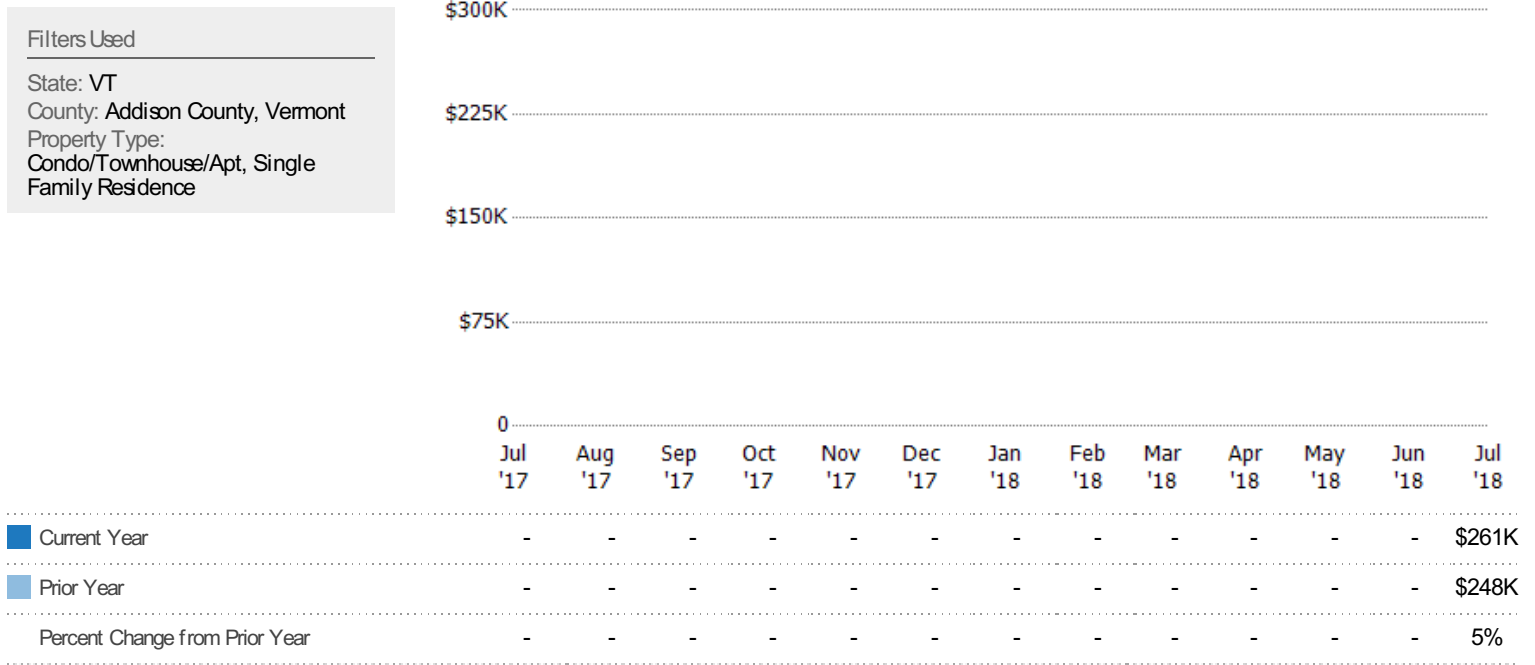 Filters Used
State: VT
County: Addison County, Vermont
Property Type:
Condo/Townhouse/Apt, Single
Family Residence
$300K
$225K
$150K
$75K
0
Jul Aug Sep Oct Nov Dec Jan Feb Mar Apr May Jun Jul
'17 '17 '17 '17 '17 '17 '18 '18 '18 '18 '18 '18 '18
Current Year - - - - - - - - - - - - $261K
Prior Year - - - - - - - - - - - - $248K
Percent Change from Prior Year - - - - - - - - - - - - 5%